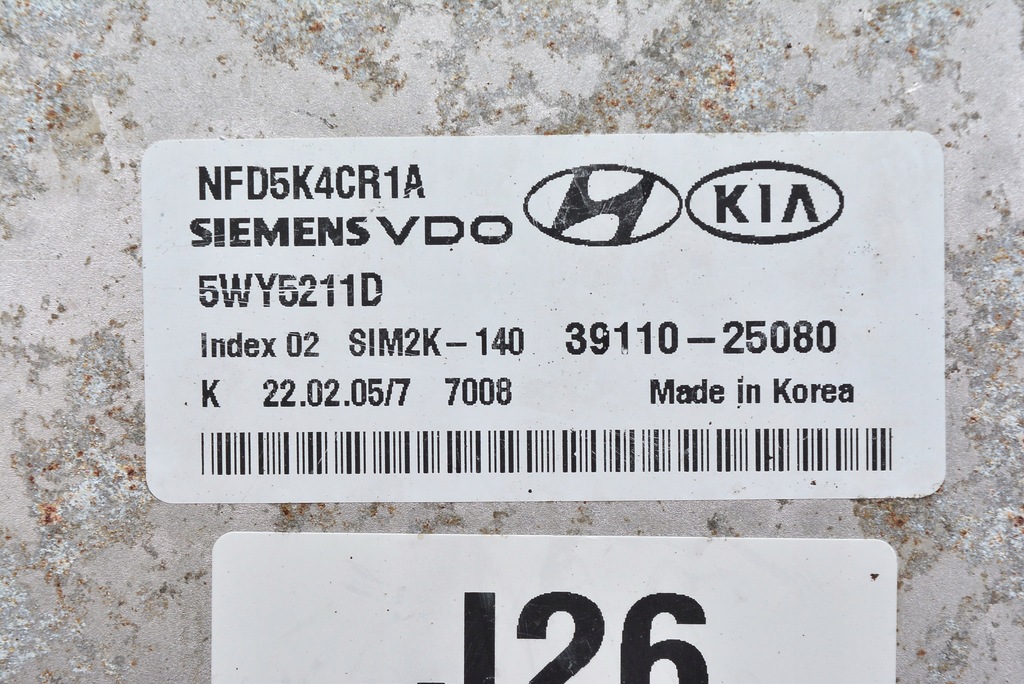 NFD5K4CR1A
SIEMENS VDO
KIA
5WY5211D
Index 02 SIM2K-140 39110-25080
K 22.02.05/7 7008 Made in Korea
J26